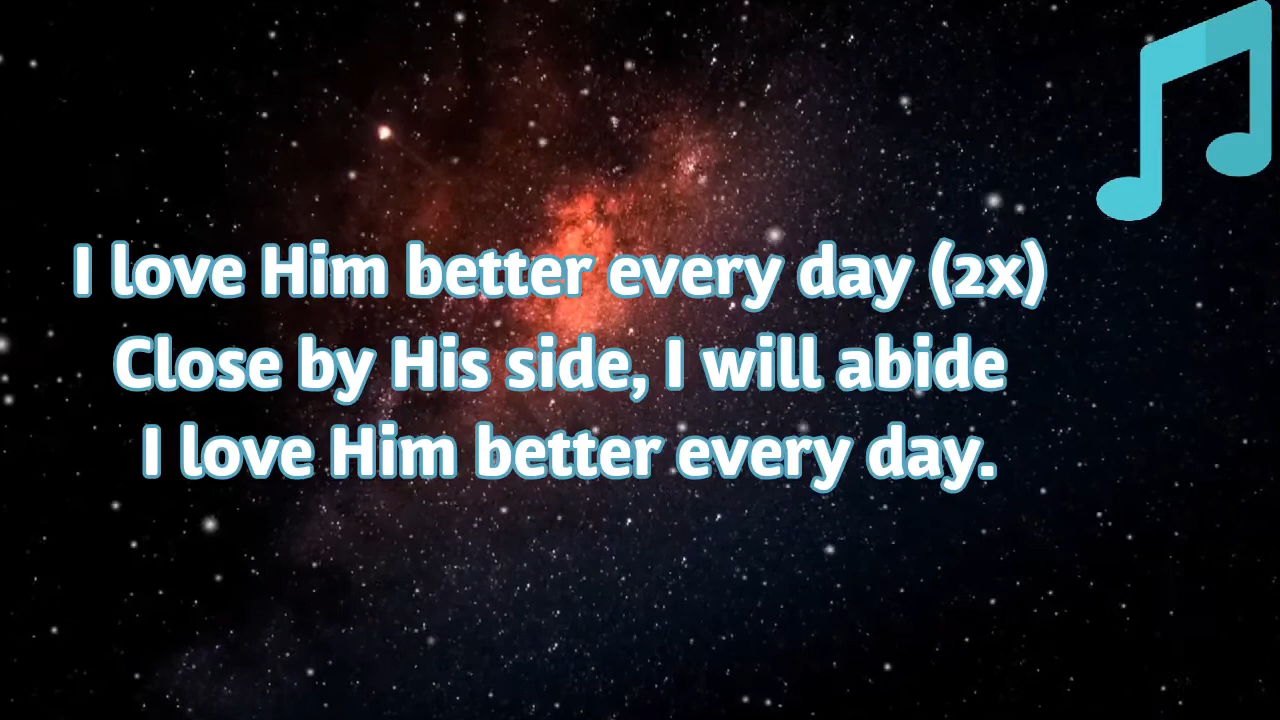 I love Him better every day (2x)
Close by His side, I will abide
I love Him better every day.